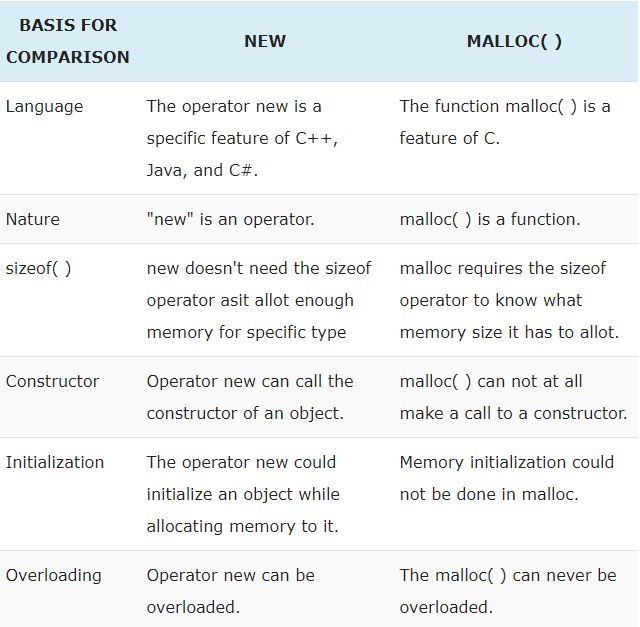 BASIS FOR COMPARISON NEW MALLOC( )
Language The operator new is a specific feature of C++, Java, and C#. The function malloc( ) is a feature of C.
Nature "new" is an operator. malloc( ) is a function.
sizeof( ) new doesn't need the sizeof operator asit allot enough memory for specific type malloc requires the sizeof operator to know what memory size it has to allot.
Constructor Operator new can call the constructor of an object. malloc( ) can not at all make a call to a constructor.
Initialization The operator new could initialize an object while allocating memory to it. Memory initialization could not be done in malloc.
Overloading Operator new can be overloaded. The malloc( ) can never be overloaded.